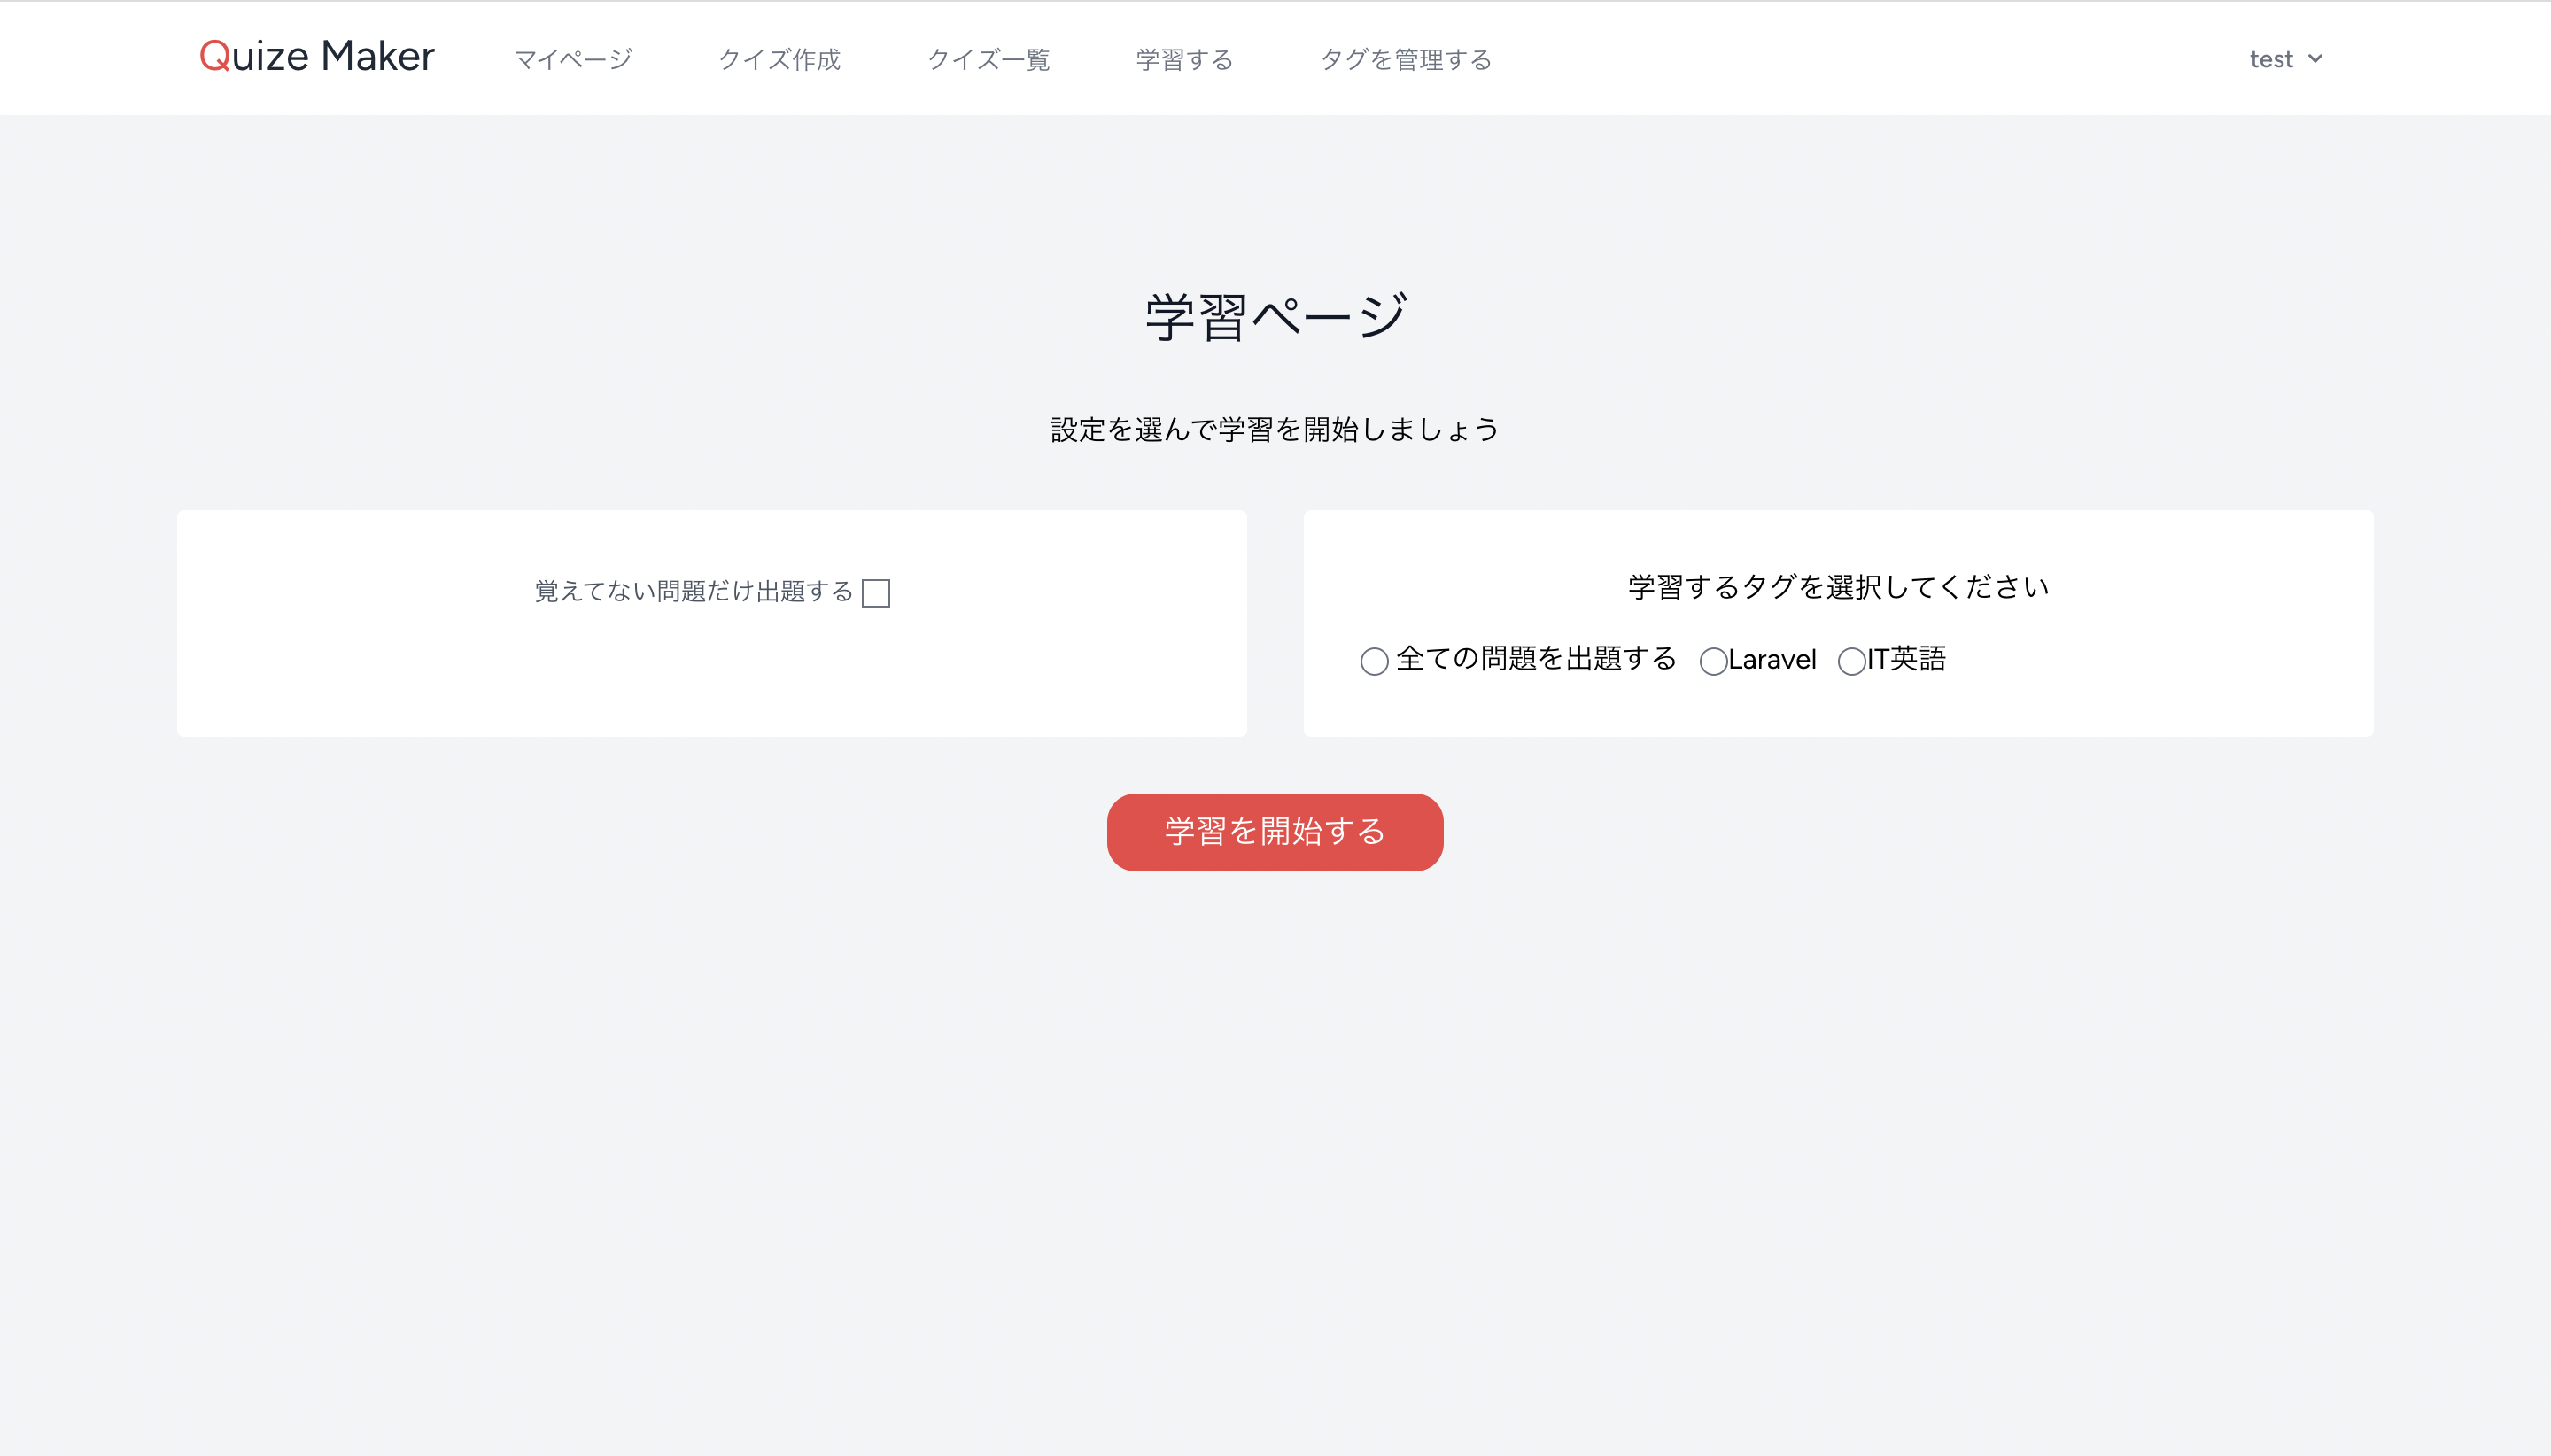 Quize Maker マイページ クイズ作成 クイズ一覧 学習する タグを管理する test
学習ページ
設定を選んで学習を開始しましょう
覚えてない問題だけ出題する
学習するタグを選択してください
全ての問題を出題する Laravel IT英語
学習を開始する